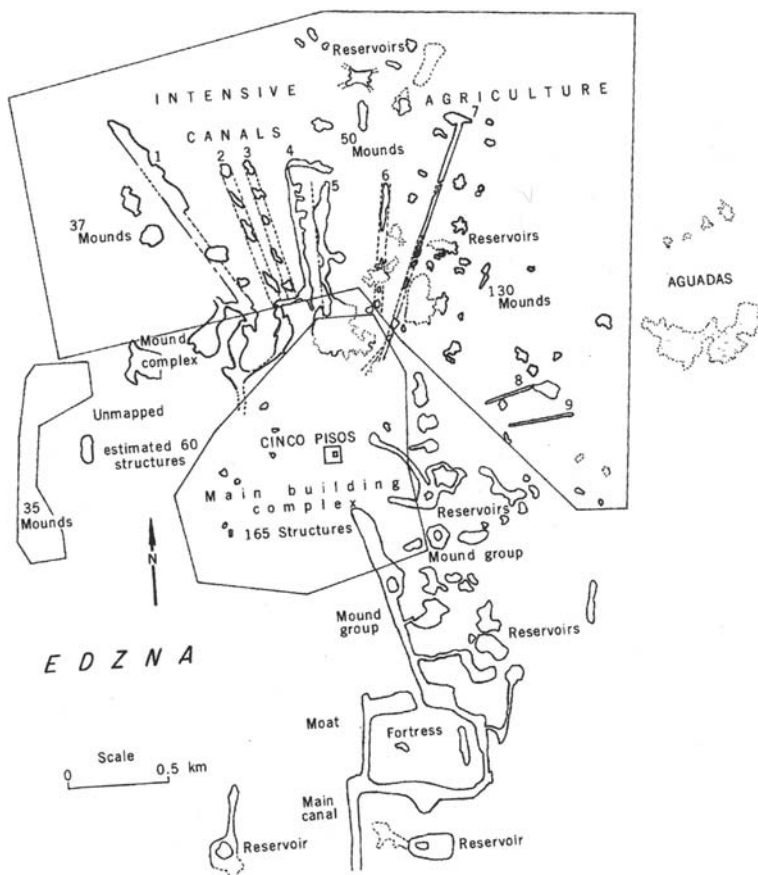 Reservoirs
INTENSIVE AGRICULTURE
7
CANALS
50
Mounds
1
2
3
4
5
6
37
Mounds
Reservoirs
130
Mounds
AGUADAS
Mound
complex
8
9
Unmapped
estimated 60
structures
CINCO PISOS
Main building
complex
165 Structures
35
Mounds
Reservoirs
Mound group
N
Mound
group
Reservoirs
EDZNA
Moat
Fortress
Scale
0 0.5 km
Main
canal
Reservoir
Reservoir